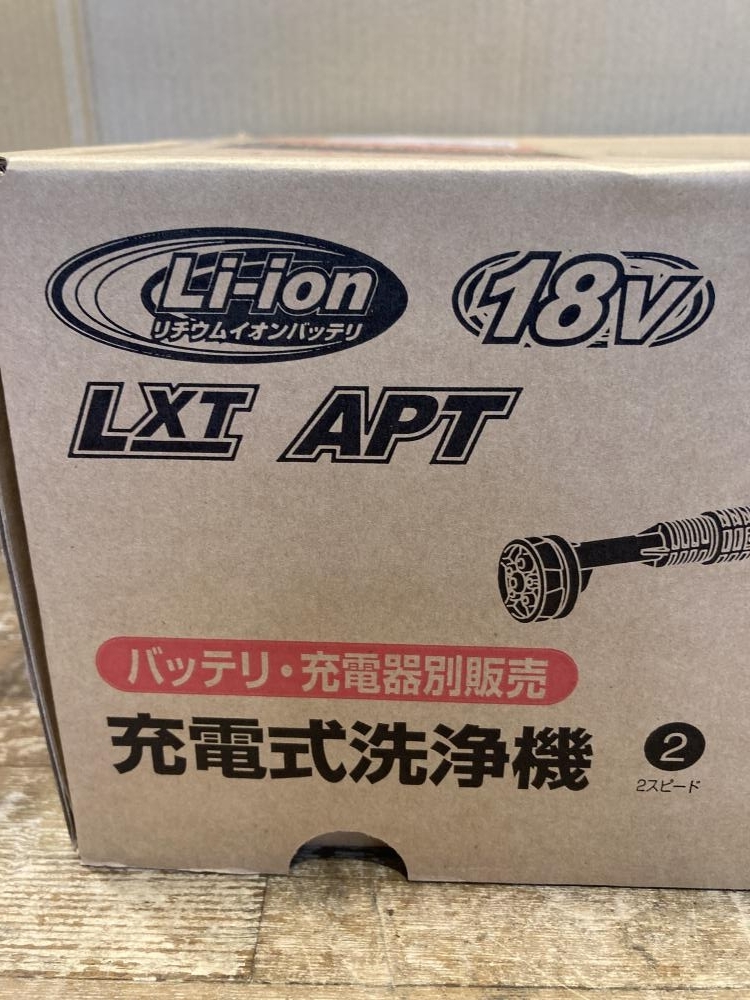 Li-ion
リチウムイオンバッテリ
18V
LXT APT
バッテリ・充電器別販売
充電式洗浄機
2
2スピード